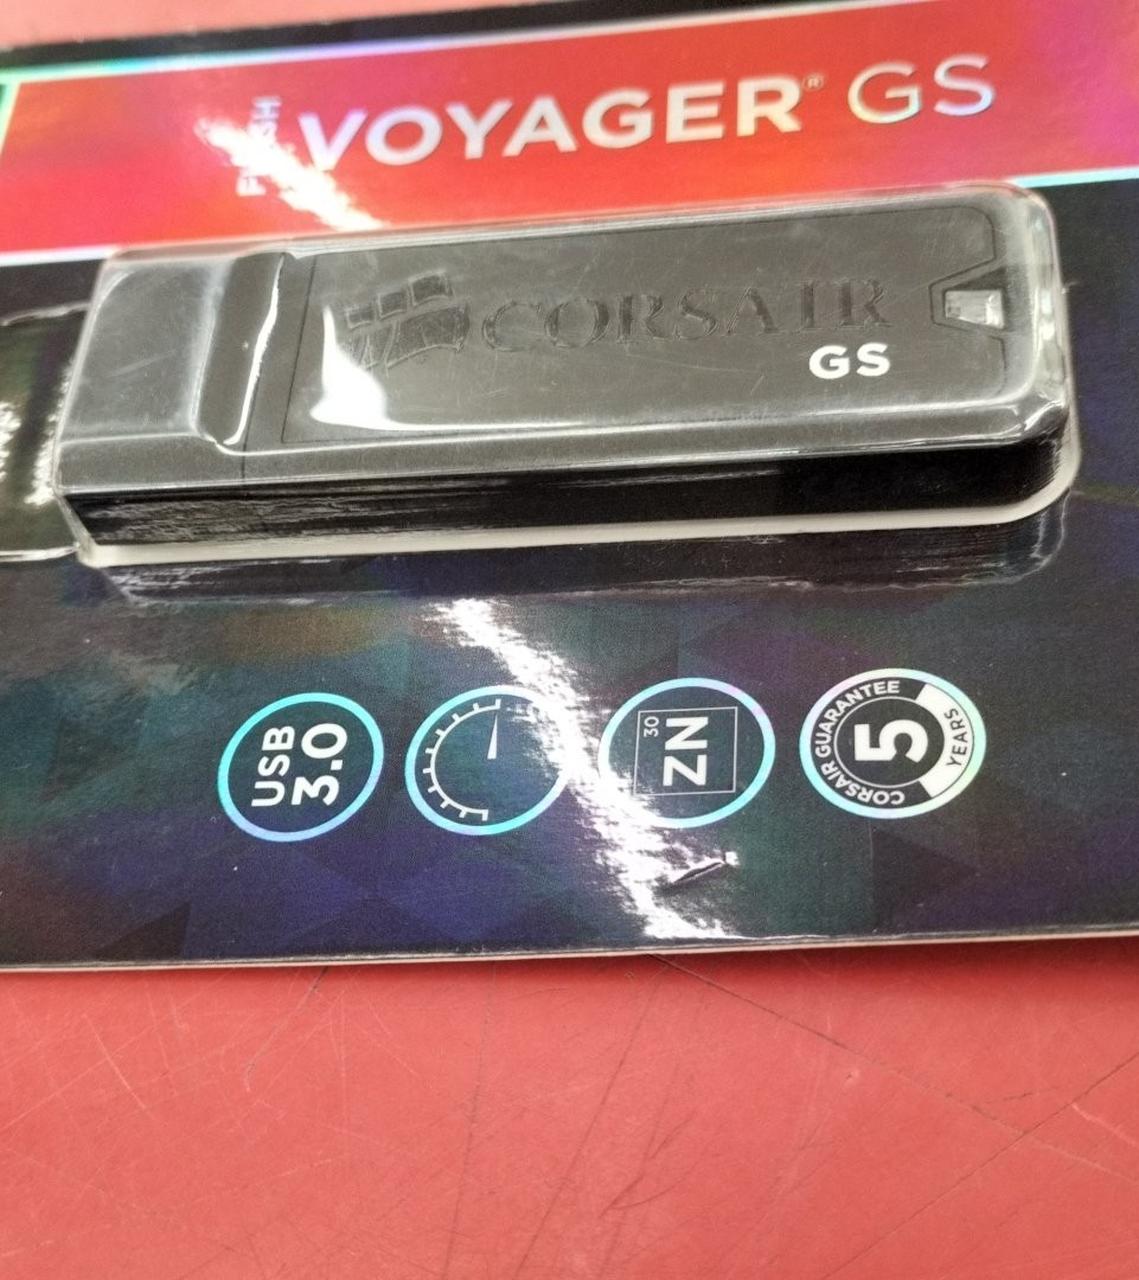 FLASH
VOYAGER® GS
CORSAIR
GS
USB
3.0
30
ZN
CORSAIR GUARANTEE
5
YEARS